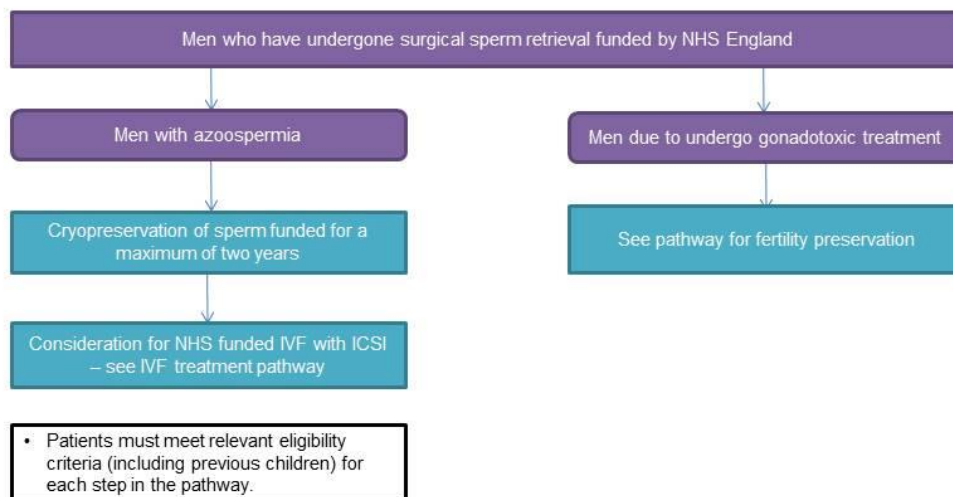 Men who have undergone surgical sperm retrieval funded by NHS England
Men with azoospermia
Men due to undergo gonadotoxic treatment
Cryopreservation of sperm funded for a
maximum of two years
See pathway for fertility preservation
Consideration for NHS funded IVF with ICSI
– see IVF treatment pathway
• Patients must meet relevant eligibility
criteria (including previous children) for
each step in the pathway.